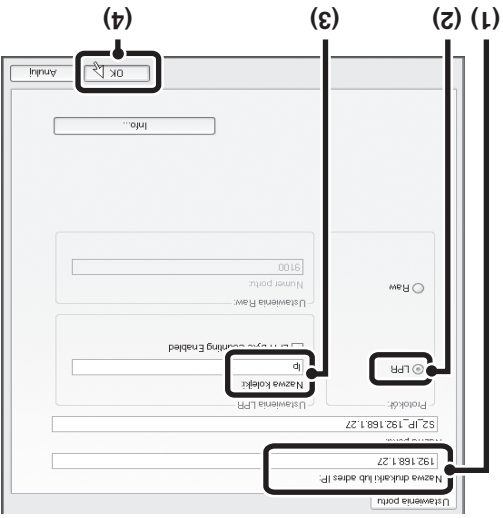 Ustawienia portu
Nazwa drukarki lub adres IP:
192.168.1.27
Nazwa portu:
S2_IP_192.168.1.27
Protokół:
LPR
Raw
Ustawienia LPR
Nazwa kolejki:
lp
LPR Byte Counting Enabled
Ustawienia Raw:
Numer portu:
9100
Info...
OK
Anuluj
(1) (2) (3) (4)